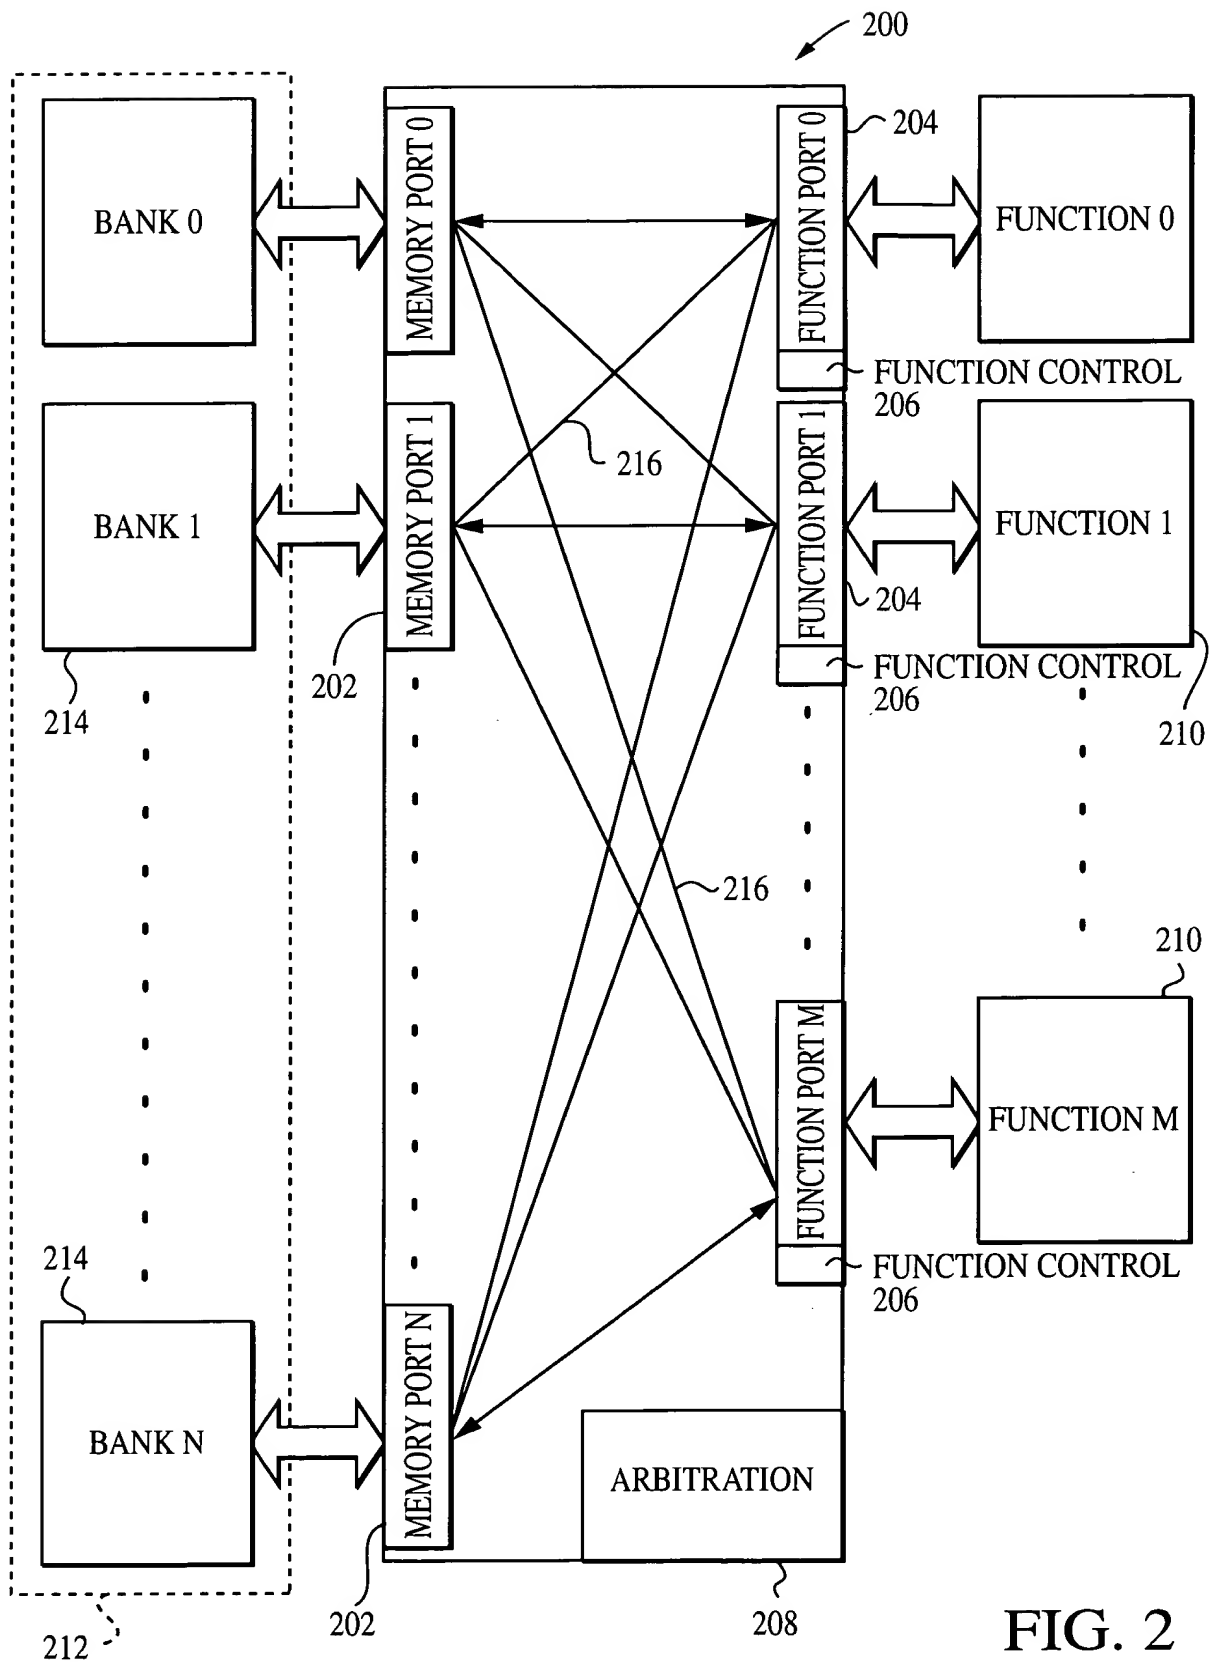 200
BANK 0
MEMORY PORT 0
FUNCTION PORT 0
204
FUNCTION 0
FUNCTION CONTROL
206
BANK 1
MEMORY PORT 1
216
FUNCTION PORT 1
FUNCTION 1
204
FUNCTION CONTROL
206
202
214
210
216
210
FUNCTION PORT M
FUNCTION M
FUNCTION CONTROL
206
214
BANK N
MEMORY PORT N
ARBITRATION
202
208
212
FIG. 2